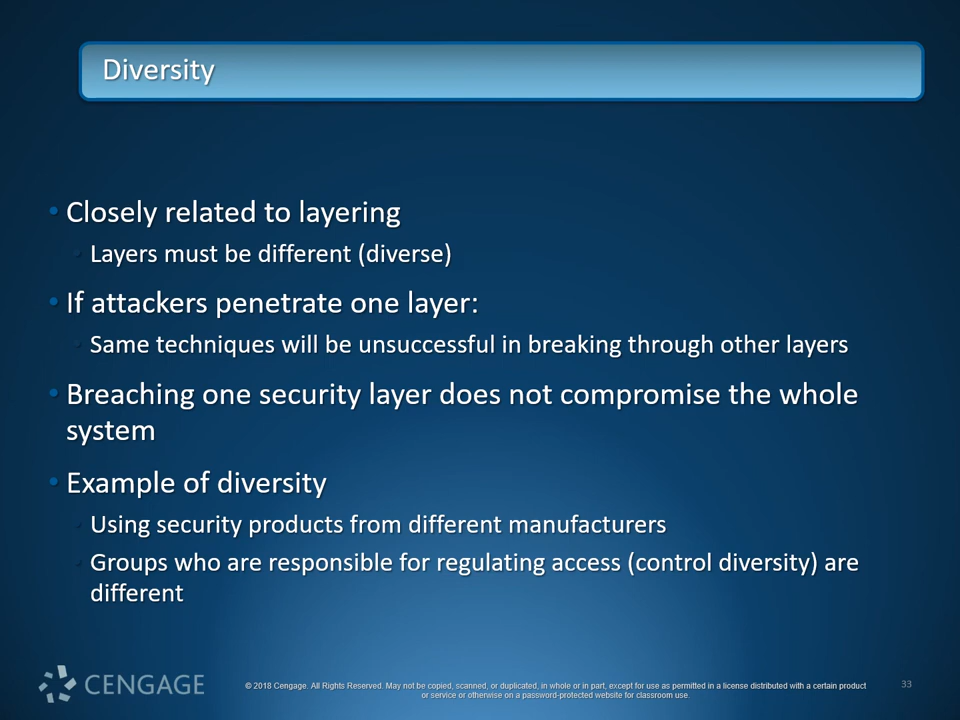 Diversity
• Closely related to layering
• Layers must be different (diverse)
• If attackers penetrate one layer:
• Same techniques will be unsuccessful in breaking through other layers
• Breaching one security layer does not compromise the whole
system
• Example of diversity
• Using security products from different manufacturers
• Groups who are responsible for regulating access (control diversity) are
different
CENGAGE
© 2018 Cengage. All Rights Reserved. May not be copied, scanned, or duplicated, in whole or in part, except for use as permitted in a license distributed with a certain product
or service or otherwise on a password-protected website for classroom use.
33